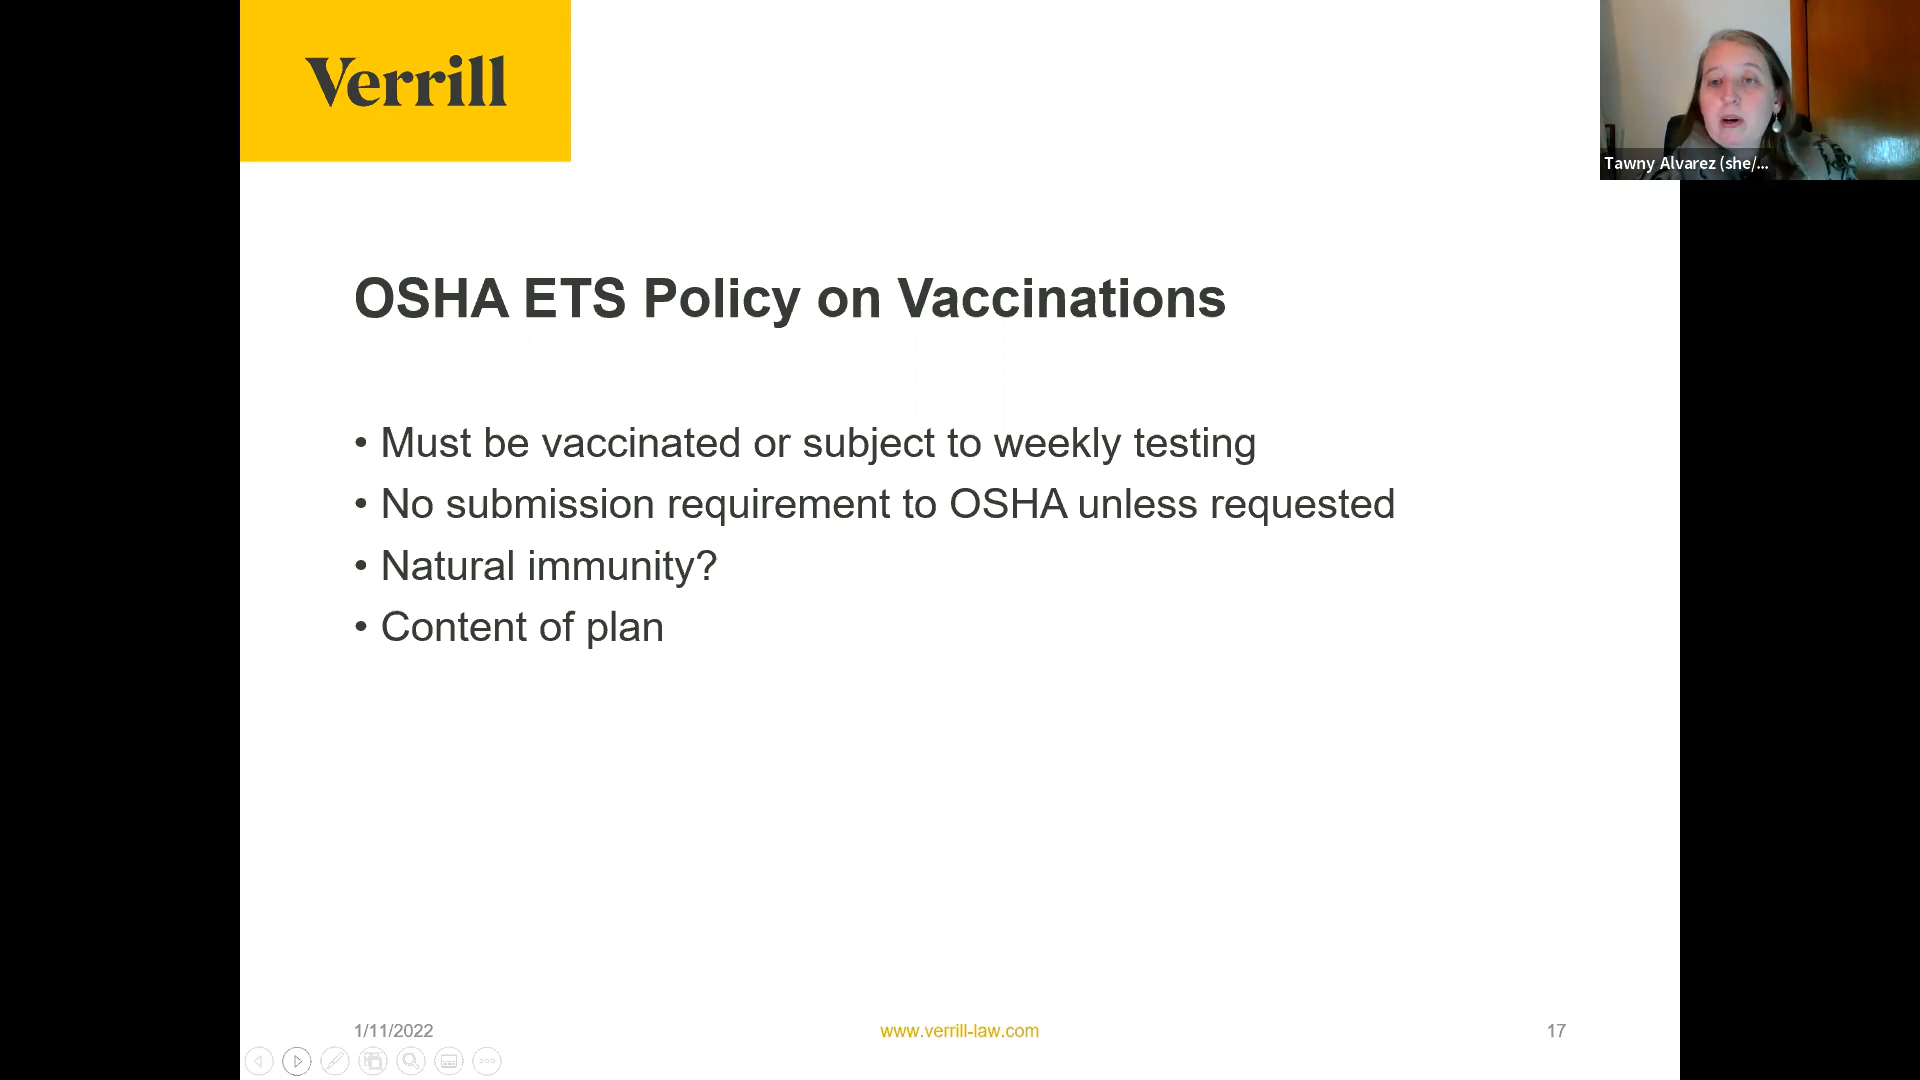 Verrill
Tawny Alvarez (she/...
OSHA ETS Policy on Vaccinations
• Must be vaccinated or subject to weekly testing
• No submission requirement to OSHA unless requested
• Natural immunity?
• Content of plan
1/11/2022
www.verrill-law.com
17